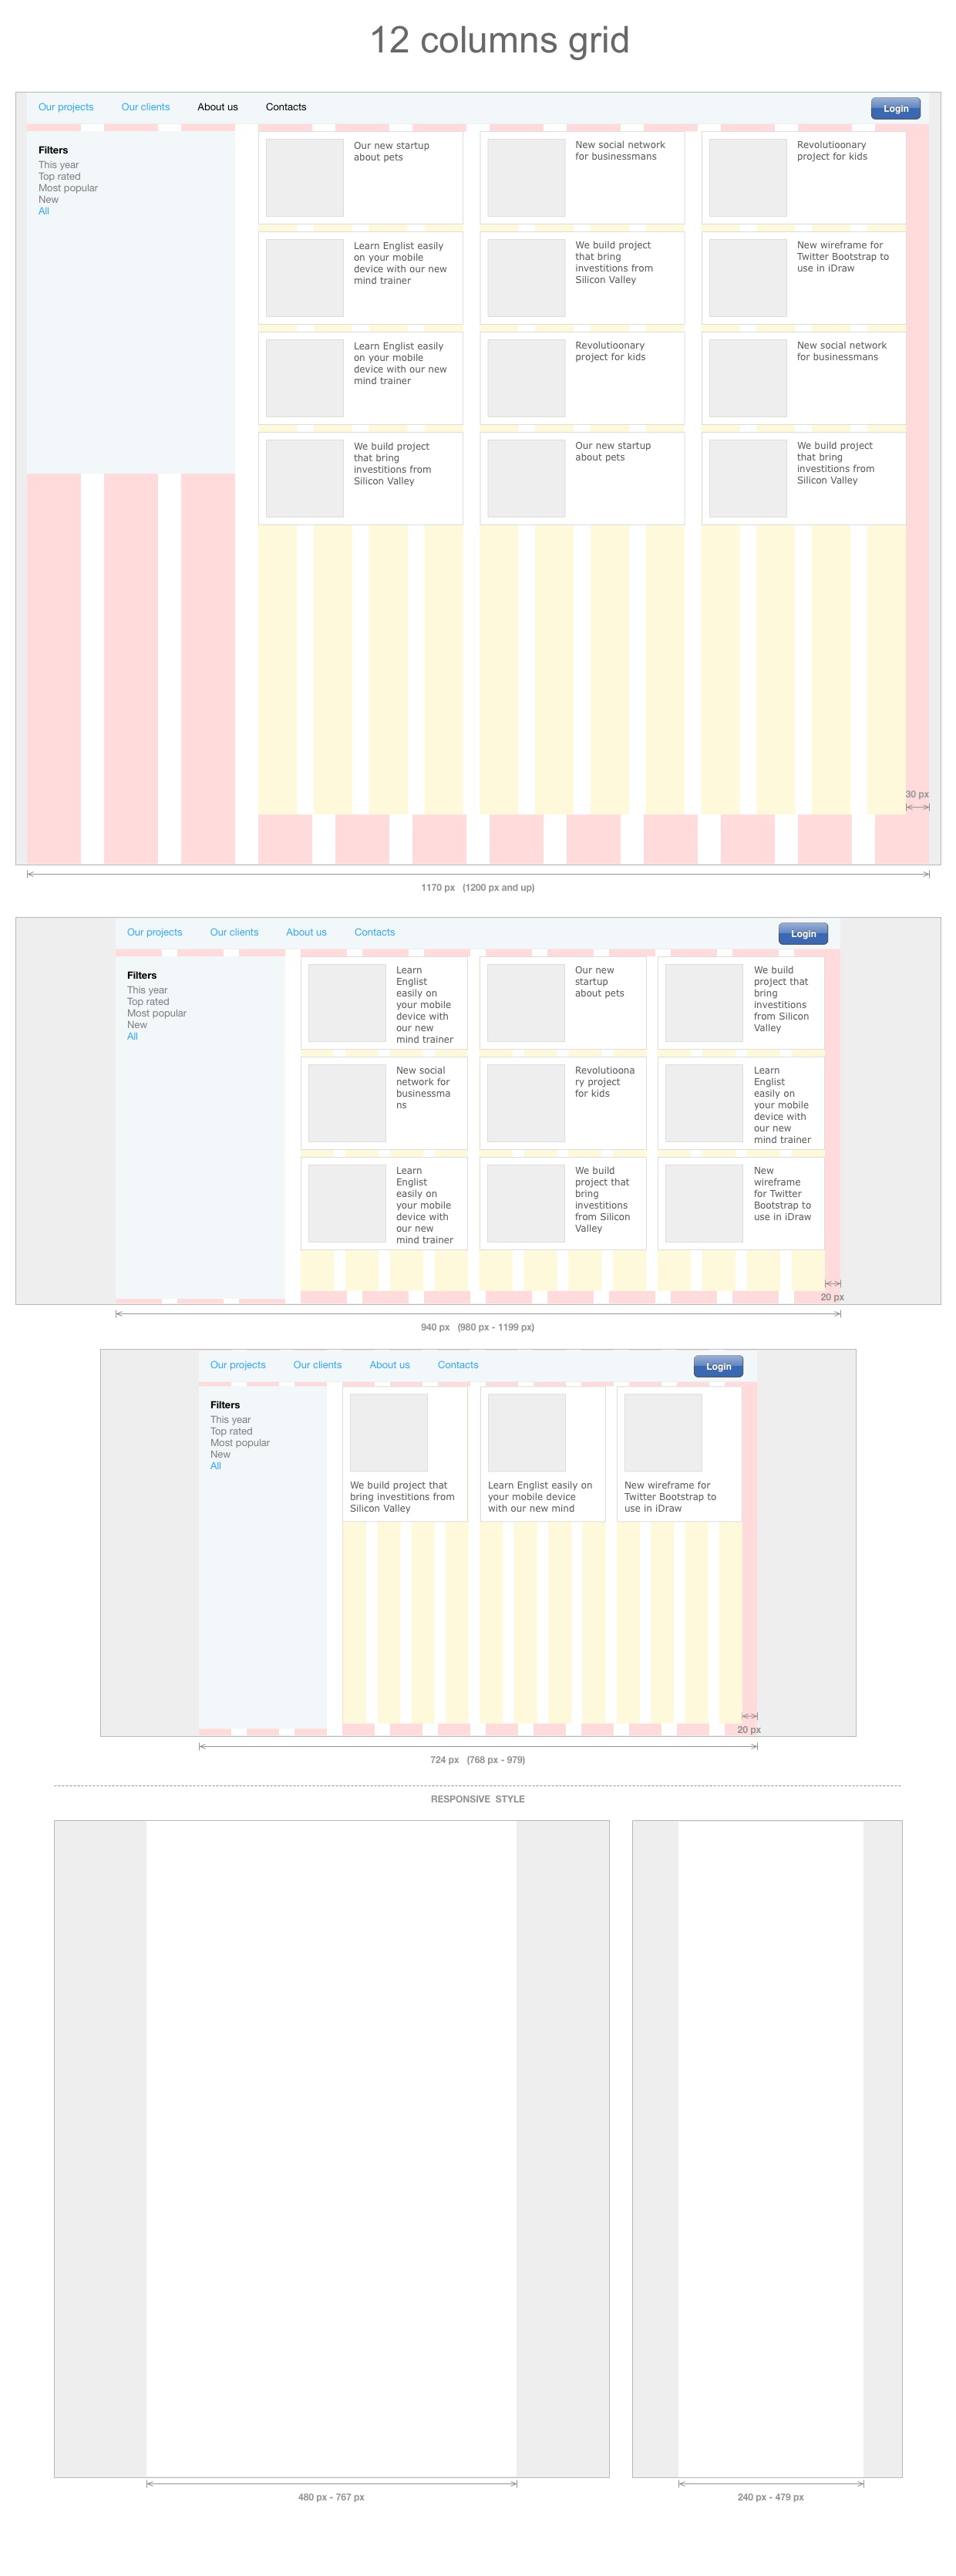 12 columns grid
Our projects Our clients About us Contacts Login
Filters
This year
Top rated
Most popular
New
All
Our new startup
about pets
New social network
for businessmans
Revolutioonary
project for kids
Learn Englist easily
on your mobile
device with our new
mind trainer
We build project
that bring
investitions from
Silicon Valley
New wireframe for
Twitter Bootstrap to
use in iDraw
Learn Englist easily
on your mobile
device with our new
mind trainer
Revolutioonary
project for kids
New social network
for businessmans
We build project
that bring
investitions from
Silicon Valley
Our new startup
about pets
We build project
that bring
investitions from
Silicon Valley
30 px
1170 px (1200 px and up)
Our projects Our clients About us Contacts Login
Filters
This year
Top rated
Most popular
New
All
Learn
Englist
easily on
your mobile
device with
our new
mind trainer
Our new
startup
about pets
We build
project that
bring
investitions
from Silicon
Valley
New social
network for
businessma
ns
Revolutioona
ry project
for kids
Learn
Englist
easily on
your mobile
device with
our new
mind trainer
Learn
Englist
easily on
your mobile
device with
our new
mind trainer
We build
project that
bring
investitions
from Silicon
Valley
New
wireframe
for Twitter
Bootstrap to
use in iDraw
20 px
940 px (980 px - 1199 px)
Our projects Our clients About us Contacts Login
Filters
This year
Top rated
Most popular
New
All
We build project that
bring investitions from
Silicon Valley
Learn Englist easily on
your mobile device
with our new mind
New wireframe for
Twitter Bootstrap to
use in iDraw
20 px
724 px (768 px - 979)
RESPONSIVE STYLE
480 px - 767 px
240 px - 479 px